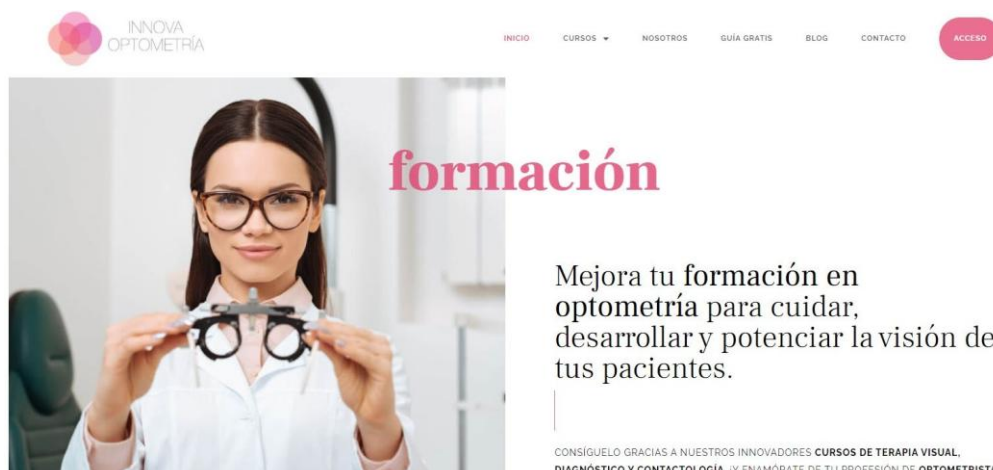 INNOVA
OPTOMETRÍA
INICIO CURSOS NOSOTROS GUÍA GRATIS BLOG CONTACTO ACCESO
formación
Mejora tu formación en
optometría para cuidar,
desarrollar y potenciar la visión de
tus pacientes.
CONSÍGUELO GRACIAS A NUESTROS INNOVADORES CURSOS DE TERAPIA VISUAL,
DIAGNÓSTICO Y CONTACTOLOGÍA. ¡Y ENAMÓRATE DE TU PROFESIÓN DE OPTOMETRISTA